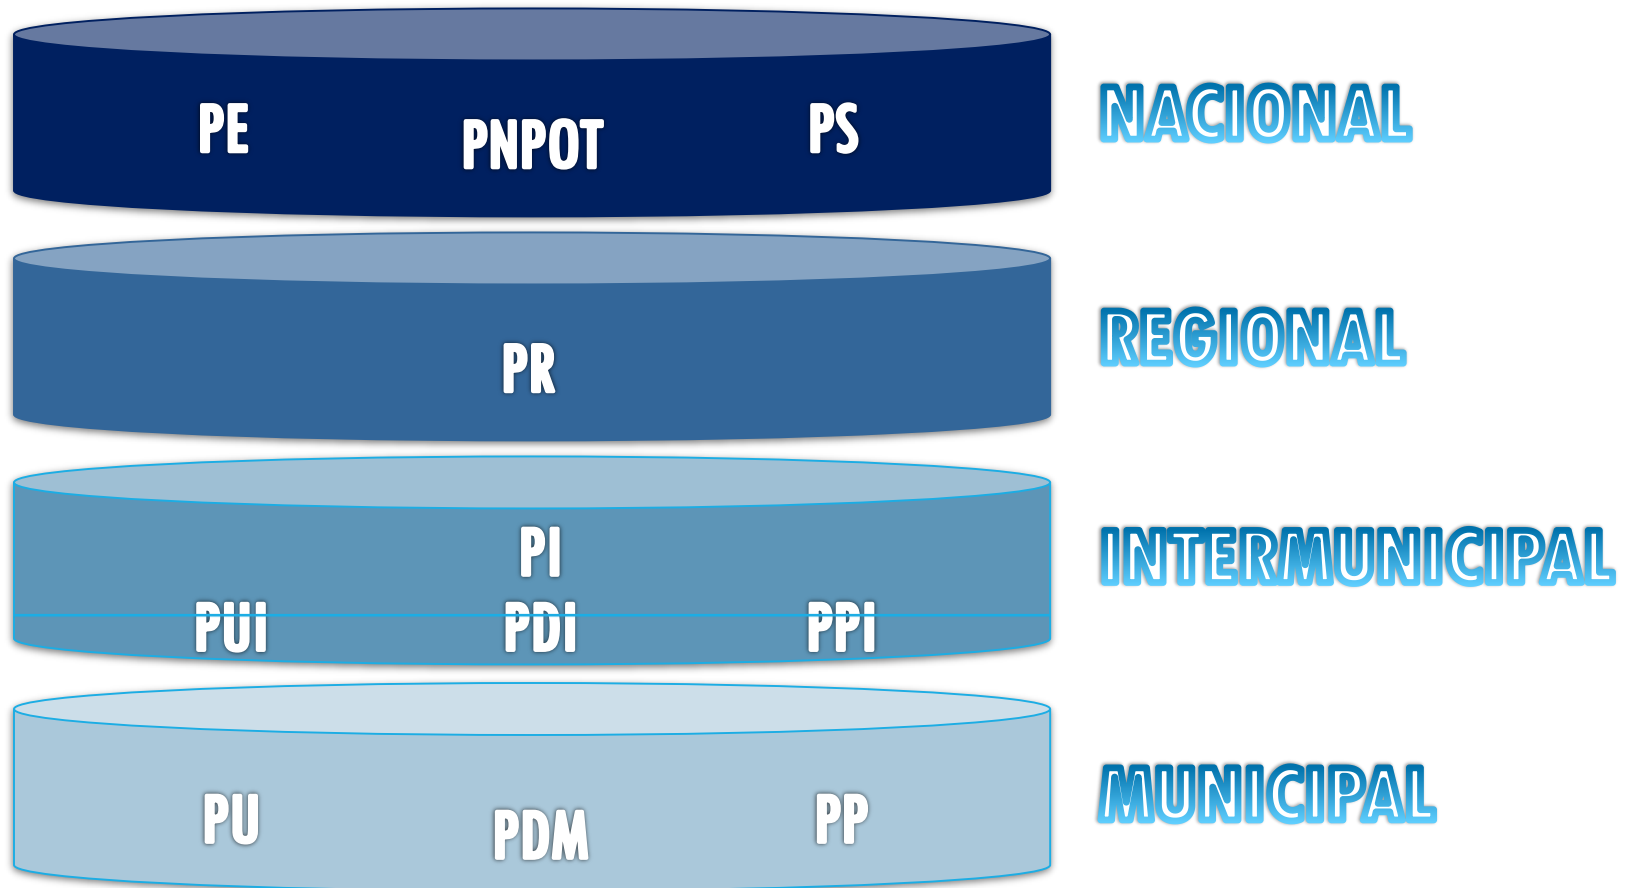 PE PNPOT PS NACIONAL
PR REGIONAL
PI INTERMUNICIPAL
PUI PDI PPI
PU PDM PP MUNICIPAL